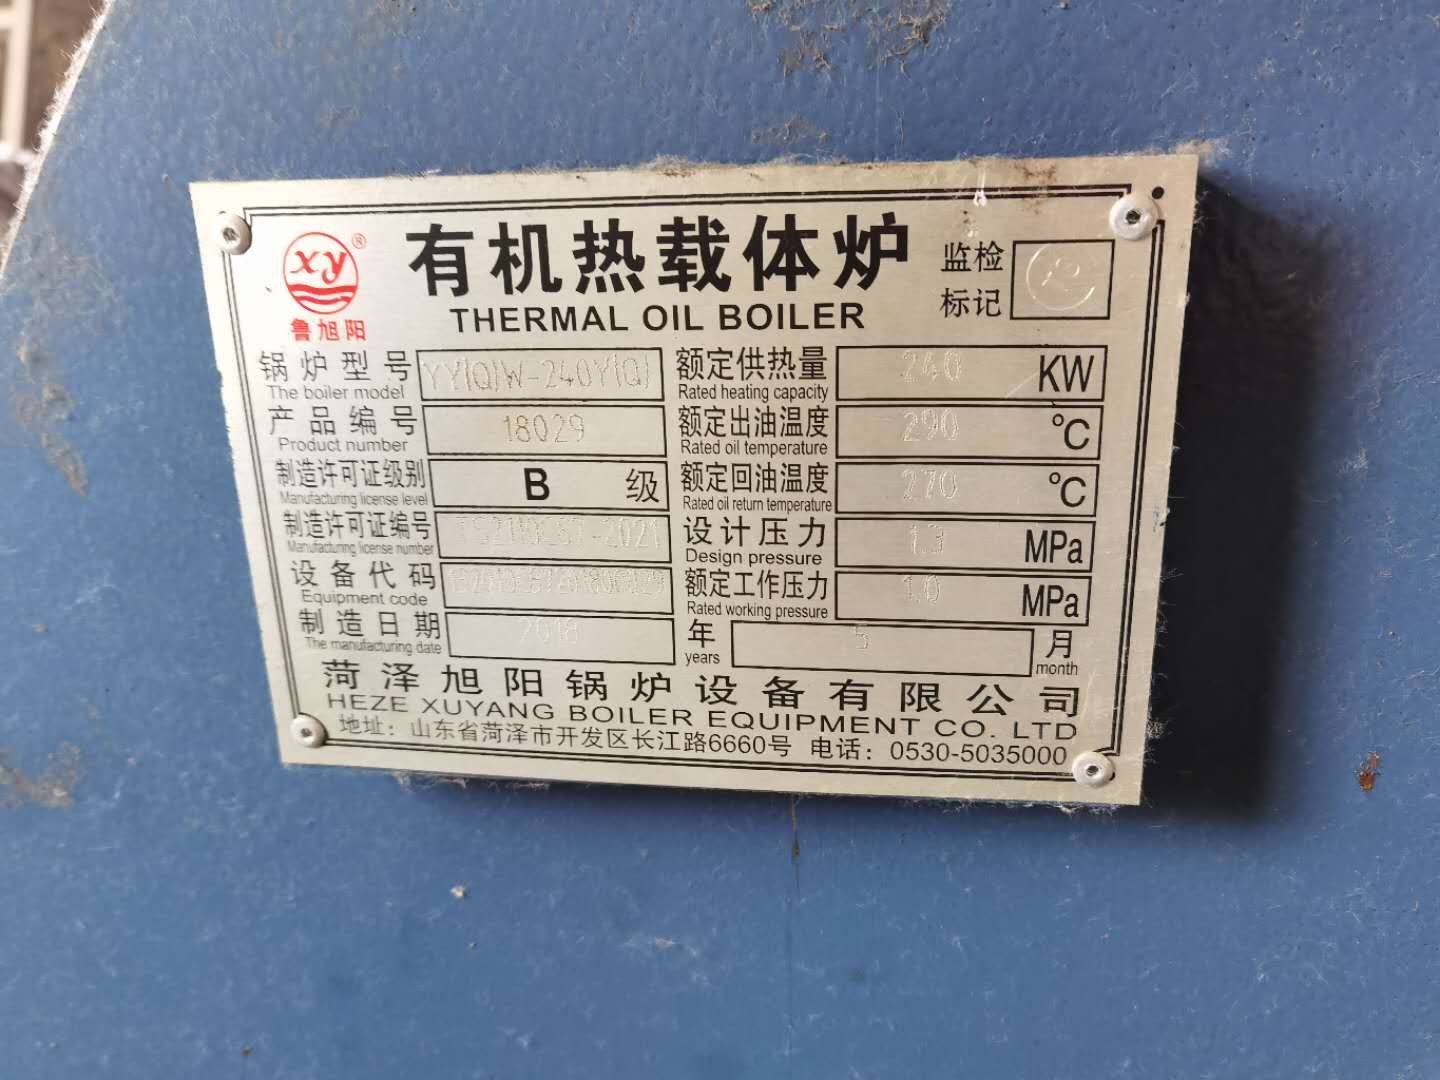 XY®
鲁旭阳
有机热载体炉
THERMAL OIL BOILER
监检
标记
锅炉型号 YY(Q)W-240Y(Q)
The boiler model
额定供热量 240 KW
Rated heating capacity
产品编号 18029
Product number
额定出油温度 290 ℃
Rated oil temperature
制造许可证级别 B 级
Manufacturing license level
额定回油温度 270 ℃
Rated oil return temperature
制造许可证编号
Manufacturing license number
设计压力 1.3 MPa
Design pressure
设备代码
Equipment code
额定工作压力 1.0 MPa
Rated working pressure
制造日期 2018 年 5 月
The manufacturing date years month
菏泽旭阳锅炉设备有限公司
HEZE XUYANG BOILER EQUIPMENT CO. LTD
地址：山东省菏泽市开发区长江路6660号 电话：0530-5035000